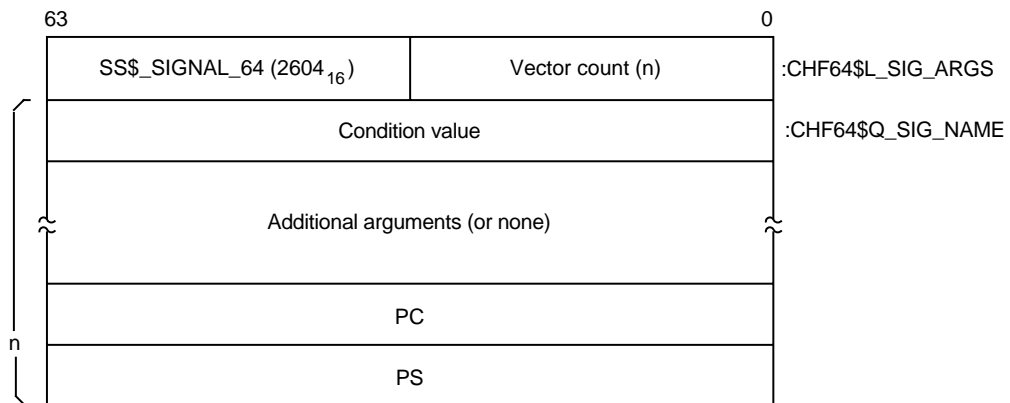 63 0
SS$_SIGNAL_64 (2604₁₆) Vector count (n) :CHF64$L_SIG_ARGS
Condition value :CHF64$Q_SIG_NAME
Additional arguments (or none)
PC
n
PS